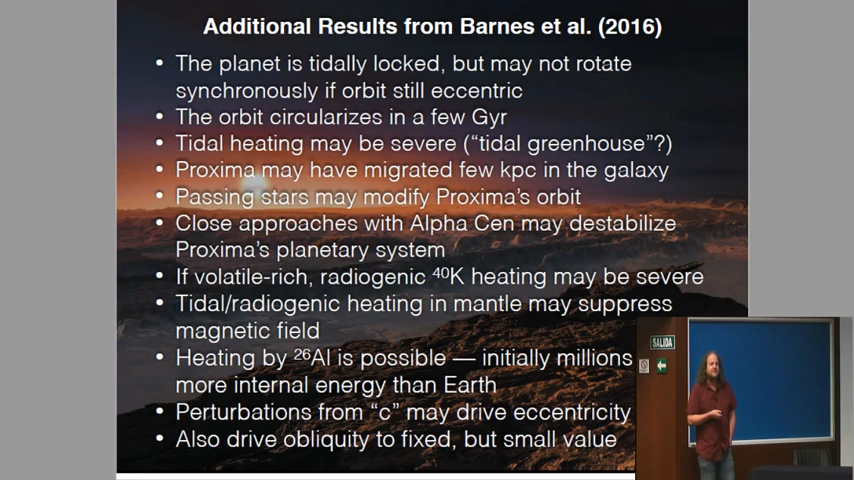 Additional Results from Barnes et al. (2016)
• The planet is tidally locked, but may not rotate
synchronously if orbit still eccentric
• The orbit circularizes in a few Gyr
• Tidal heating may be severe (“tidal greenhouse”?)
• Proxima may have migrated few kpc in the galaxy
• Passing stars may modify Proxima’s orbit
• Close approaches with Alpha Cen may destabilize
Proxima’s planetary system
• If volatile-rich, radiogenic ⁴⁰K heating may be severe
• Tidal/radiogenic heating in mantle may suppress
magnetic field
• Heating by ²⁶Al is possible — initially millions
more internal energy than Earth
• Perturbations from “c” may drive eccentricity
• Also drive obliquity to fixed, but small value
SALIDA